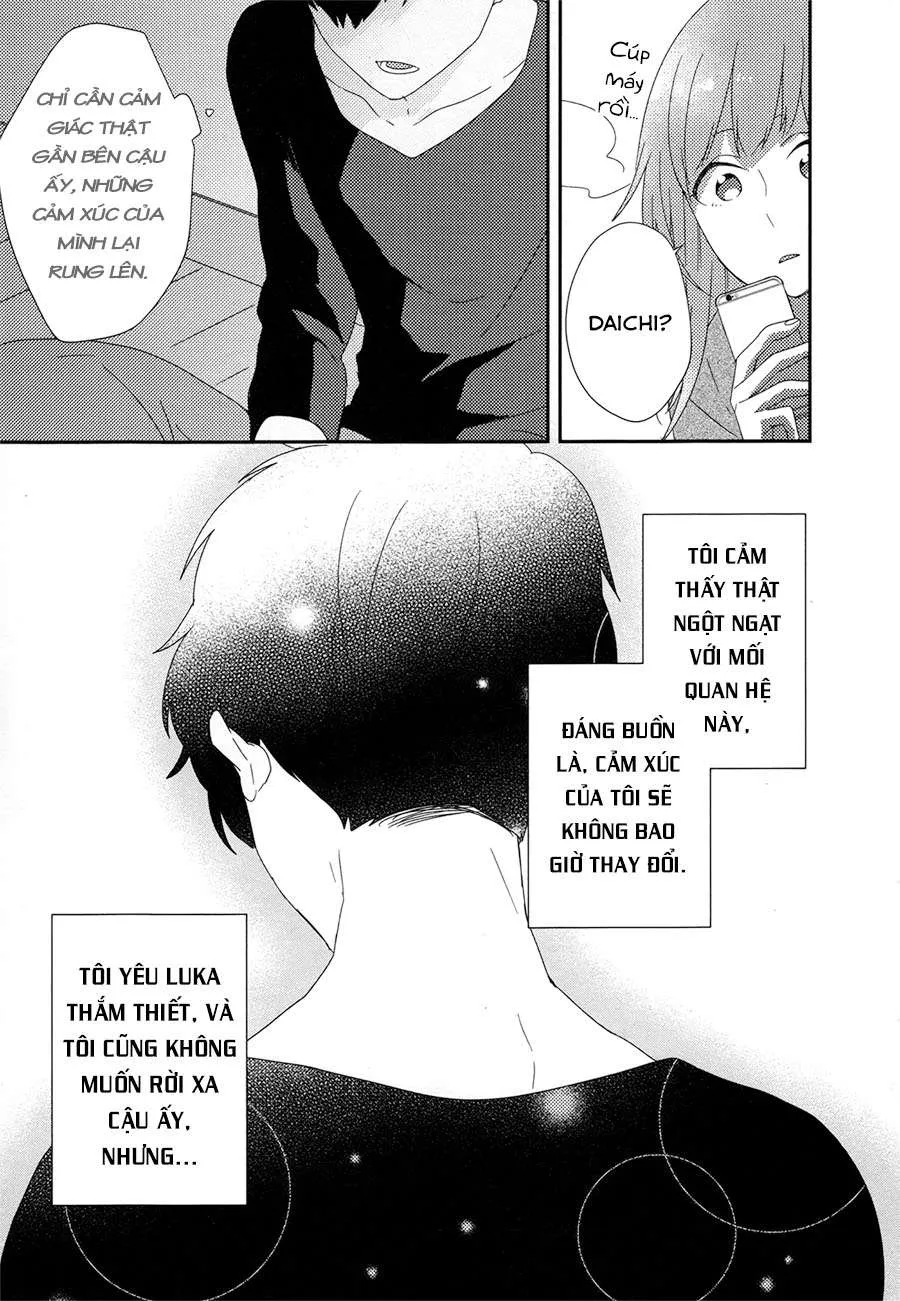 Cúp
máy
rồi...
DAICHI?
CHỈ CẦN CẢM
GIÁC THẬT
GẦN BÊN CẬU
ẤY, NHỮNG
CẢM XÚC CỦA
MÌNH LẠI
RUNG LÊN.
TÔI CẢM
THẤY THẬT
NGỘT NGẠT
VỚI MỐI
QUAN HỆ
NÀY,
ĐÁNG BUỒN
LÀ, CẢM XÚC
CỦA TÔI SẼ
KHÔNG BAO
GIỜ THAY ĐỔI.
TÔI YÊU LUKA
THẮM THIẾT, VÀ
TÔI CŨNG KHÔNG
MUỐN RỜI XA
CẬU ẤY,
NHƯNG...